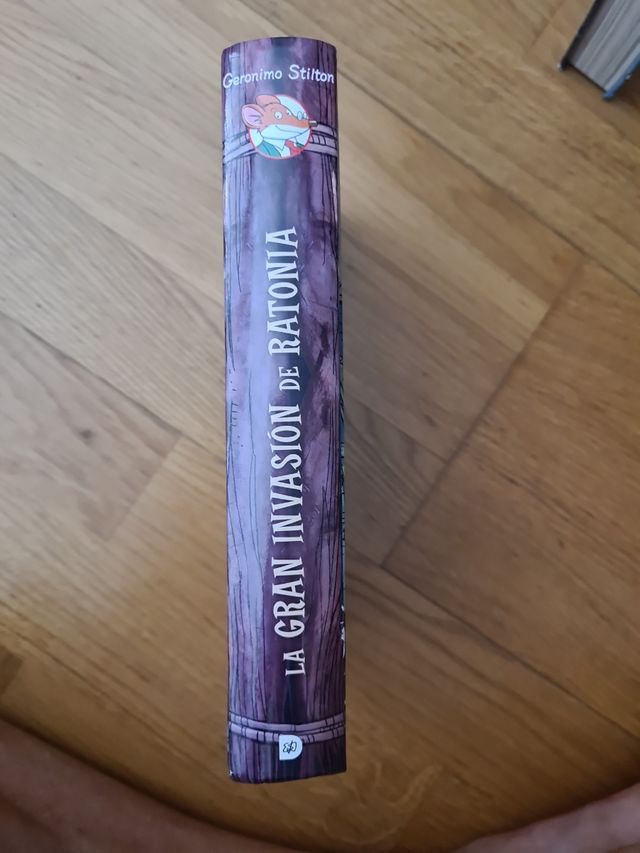 Geronimo Stilton
LA GRAN INVASIÓN DE RATONIA